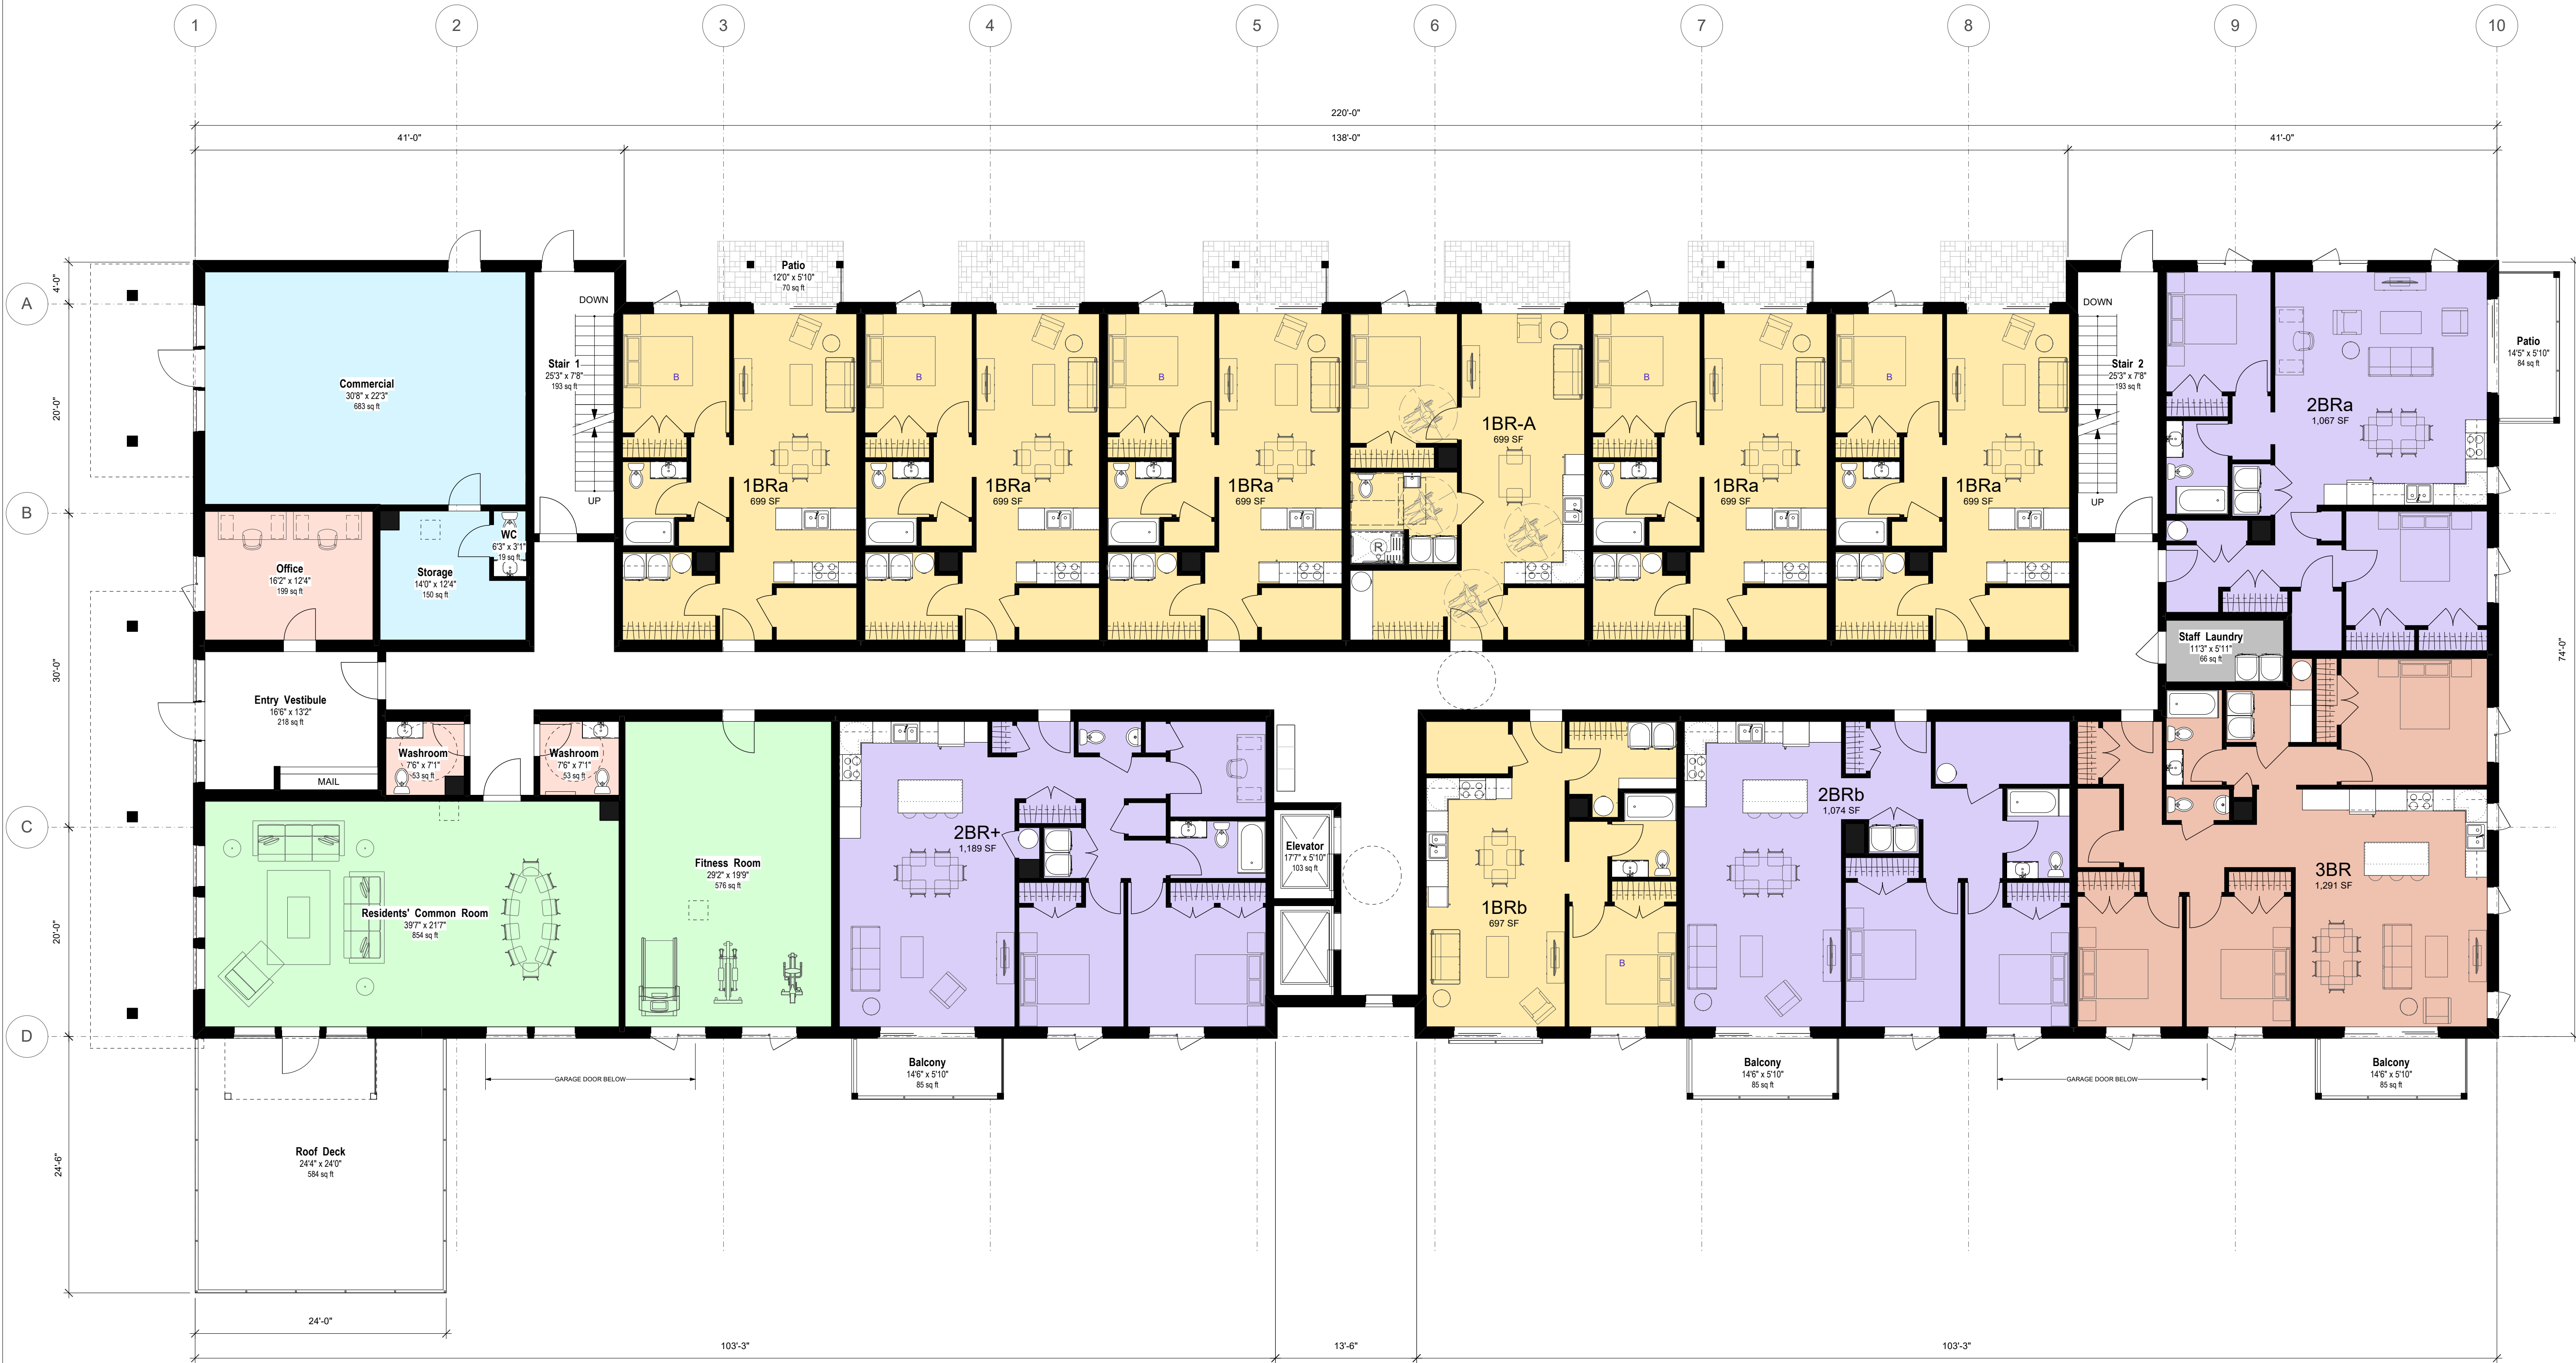 1 2 3 4 5 6 7 8 9 10
220'-0"
41'-0" 138'-0" 41'-0"
4'-0"
A
20'-0"
B
30'-0"
C
20'-0"
D
24'-6"
74'-0"
Commercial
30'8" x 22'3"
683 sq ft
DOWN
Stair 1
25'3" x 7'8"
193 sq ft
UP
Patio
12'0" x 5'10"
70 sq ft
B
1BRa
699 SF
B
1BRa
699 SF
B
1BRa
699 SF
1BR-A
699 SF
R
B
1BRa
699 SF
B
1BRa
699 SF
DOWN
Stair 2
25'3" x 7'8"
193 sq ft
UP
2BRa
1,067 SF
Patio
14'5" x 5'10"
84 sq ft
Office
16'2" x 12'4"
199 sq ft
Storage
14'0" x 12'4"
150 sq ft
WC
6'3" x 3'1"
19 sq ft
Staff Laundry
11'3" x 5'11"
66 sq ft
Entry Vestibule
16'6" x 13'2"
218 sq ft
MAIL
Washroom
7'6" x 7'1"
53 sq ft
Washroom
7'6" x 7'1"
53 sq ft
Residents' Common Room
39'7" x 21'7"
854 sq ft
Fitness Room
29'2" x 19'9"
576 sq ft
2BR+
1,189 SF
Elevator
17'7" x 5'10"
103 sq ft
1BRb
697 SF
B
2BRb
1,074 SF
3BR
1,291 SF
GARAGE DOOR BELOW
Balcony
14'6" x 5'10"
85 sq ft
Balcony
14'6" x 5'10"
85 sq ft
GARAGE DOOR BELOW
Balcony
14'6" x 5'10"
85 sq ft
Roof Deck
24'4" x 24'0"
584 sq ft
24'-0"
103'-3" 13'-6" 103'-3"